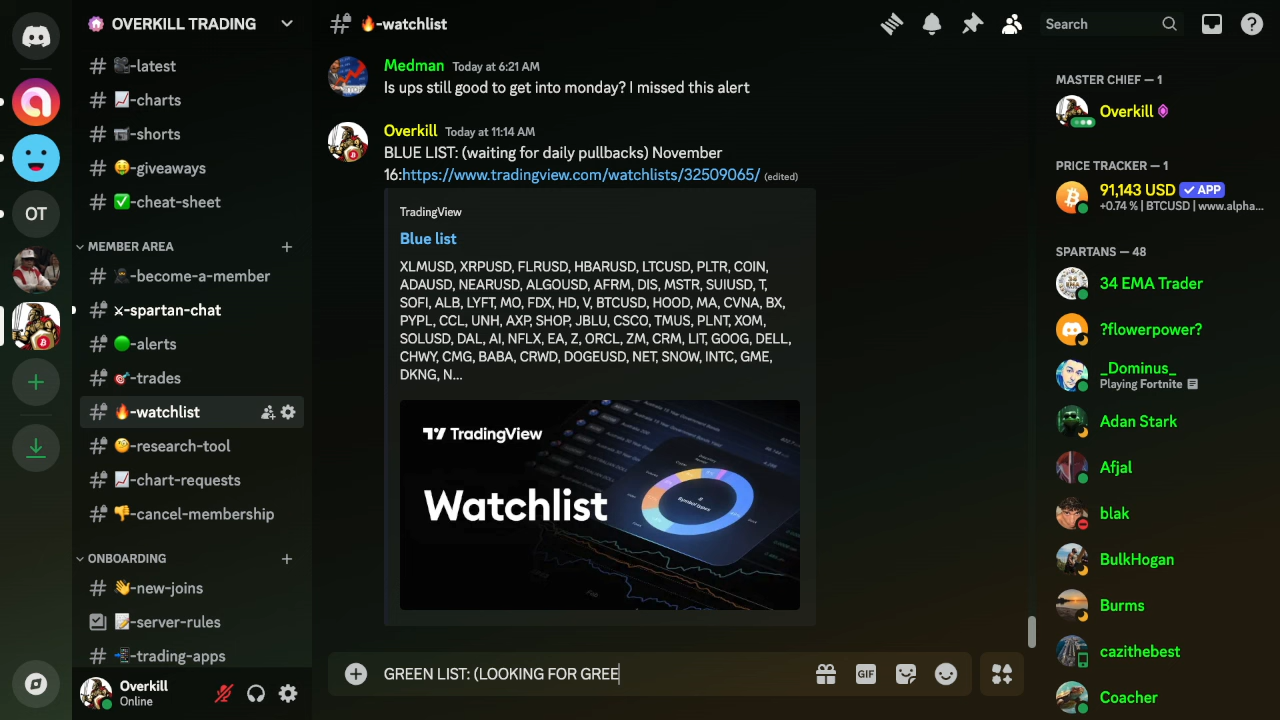 OVERKILL TRADING
🎥-latest
📈-charts
🔫-shorts
🤑-giveaways
✅-cheat-sheet
MEMBER AREA
🥷-become-a-member
⚔-spartan-chat
🟢-alerts
🎯-trades
🔥-watchlist
🧐-research-tool
📈-chart-requests
👎-cancel-membership
ONBOARDING
👋-new-joins
📝-server-rules
📲-trading-apps
OT
Overkill
Online
🔥-watchlist
Search
Medman Today at 6:21 AM
Is ups still good to get into monday? I missed this alert
Overkill Today at 11:14 AM
BLUE LIST: (waiting for daily pullbacks) November
16:https://www.tradingview.com/watchlists/32509065/ (edited)
TradingView
Blue list
XLMUSD, XRPUSD, FLRUSD, HBARUSD, LTCUSD, PLTR, COIN,
ADAUSD, NEARUSD, ALGOUSD, AFRM, DIS, MSTR, SUIUSD, T,
SOFI, ALB, LYFT, MO, FDX, HD, V, BTCUSD, HOOD, MA, CVNA, BX,
PYPL, CCL, UNH, AXP, SHOP, JBLU, CSCO, TMUS, PLNT, XOM,
SOLUSD, DAL, AI, NFLX, EA, Z, ORCL, ZM, CRM, LIT, GOOG, DELL,
CHWY, CMG, BABA, CRWD, DOGEUSD, NET, SNOW, INTC, GME,
DKNG, N...
TradingView
Watchlist
Symbol types
GREEN LIST: (LOOKING FOR GREE
GIF
MASTER CHIEF — 1
Overkill
PRICE TRACKER — 1
91,143 USD ✓ APP
+0.74 % | BTCUSD | www.alpha...
SPARTANS — 48
34 EMA Trader
?flowerpower?
_Dominus_
Playing Fortnite
Adan Stark
Afjal
blak
BulkHogan
Burms
cazithebest
Coacher